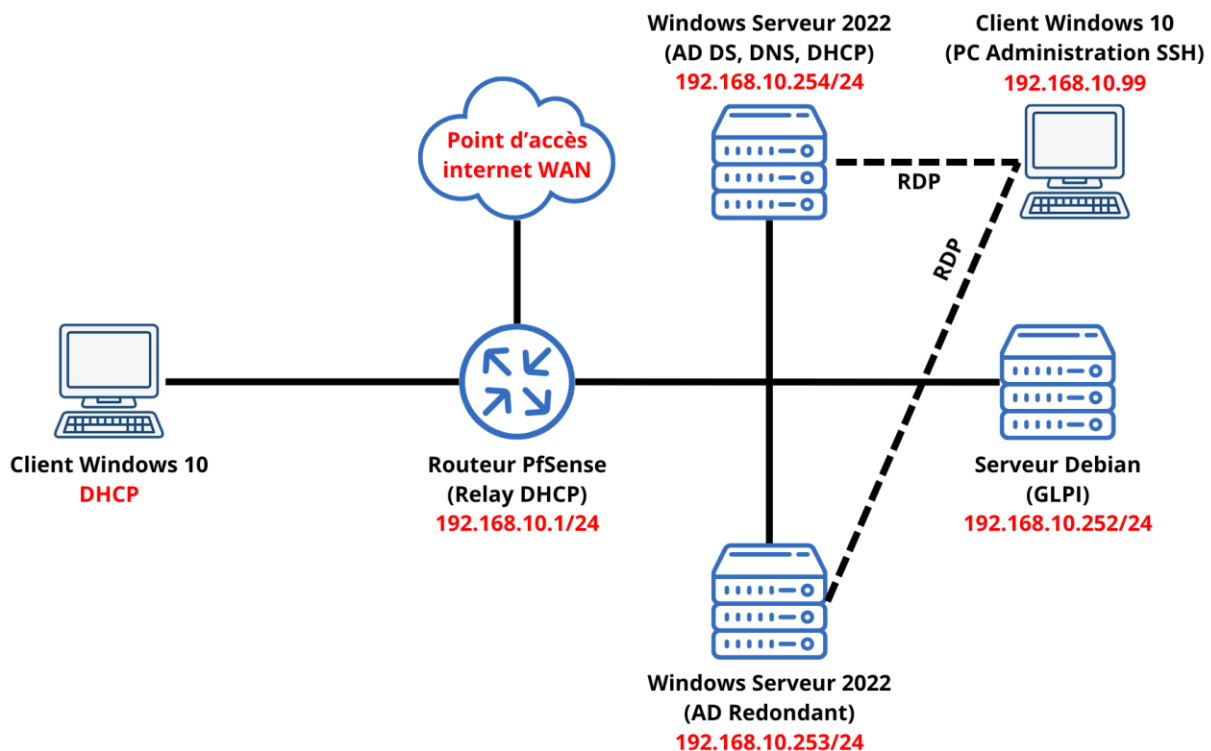 Windows Serveur 2022
(AD DS, DNS, DHCP)
192.168.10.254/24
Client Windows 10
(PC Administration SSH)
192.168.10.99
Point d'accès
internet WAN
RDP
RDP
Client Windows 10
DHCP
Routeur PfSense
(Relay DHCP)
192.168.10.1/24
Serveur Debian
(GLPI)
192.168.10.252/24
Windows Serveur 2022
(AD Redondant)
192.168.10.253/24